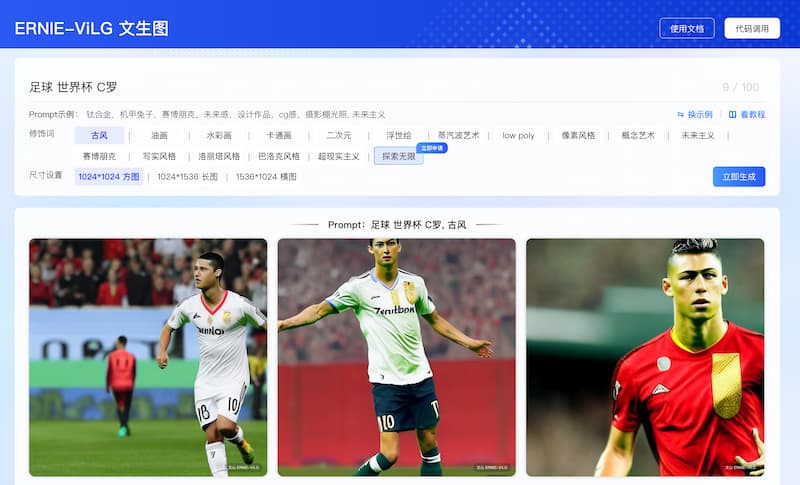 ERNIE-ViLG 文生图
使用文档
代码调用
足球 世界杯 C罗
9 / 100
Prompt示例: 钛合金, 机甲兔子, 赛博朋克, 未来感, 设计作品, cg感, 摄影棚光照, 未来主义
换示例 | 看教程
修饰词
古风 | 油画 | 水彩画 | 卡通画 | 二次元 | 浮世绘 | 蒸汽波艺术 | low poly | 像素风格 | 概念艺术 | 未来主义 |
赛博朋克 | 写实风格 | 洛丽塔风格 | 巴洛克风格 | 超现实主义 | 探索无限
立即申请
尺寸设置
1024*1024 方图 | 1024*1536 长图 | 1536*1024 横图
立即生成
Prompt: 足球 世界杯 C罗, 古风
18
10
10
文心 ERNIE-ViLG
文心 ERNIE-ViLG
文心 ERNIE-ViLG